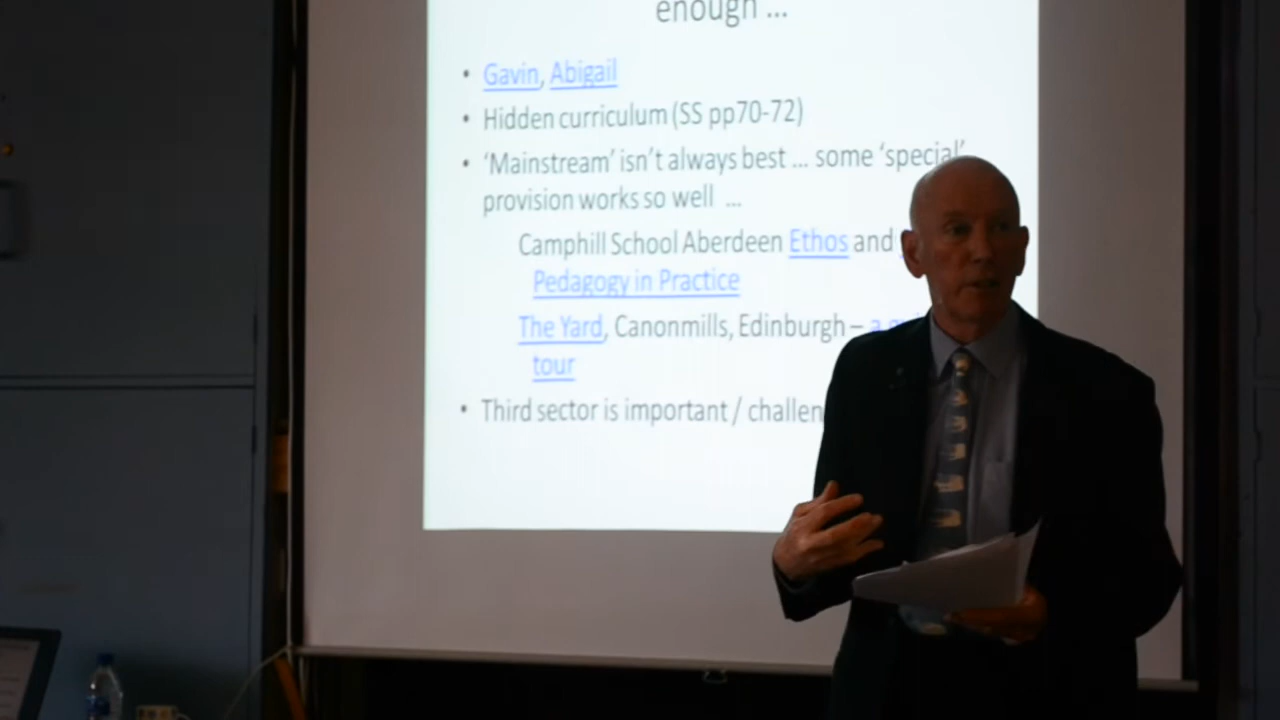 enough ...
• Gavin, Abigail
• Hidden curriculum (SS pp70-72)
• ‘Mainstream’ isn’t always best ... some ‘special’
provision works so well ...
Camphill School Aberdeen Ethos and
Pedagogy in Practice
The Yard, Canonmills, Edinburgh – a
tour
• Third sector is important /